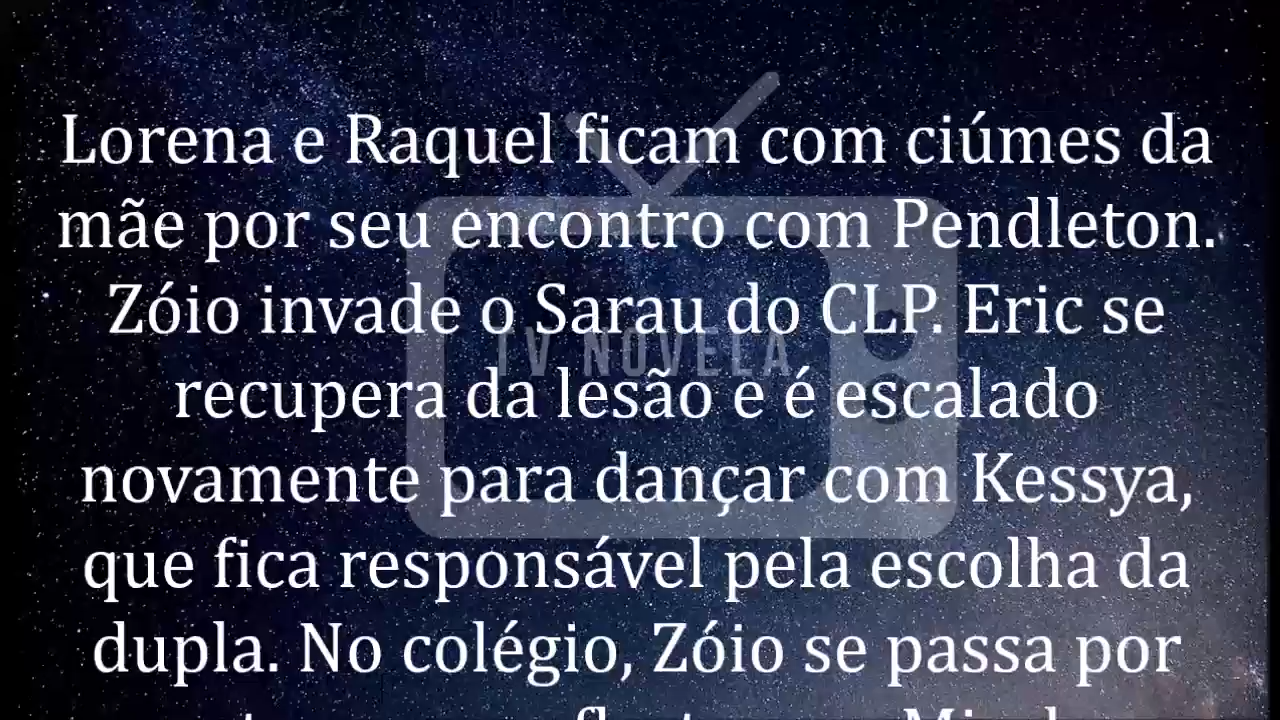 Lorena e Raquel ficam com ciúmes da
mãe por seu encontro com Pendleton.
Zóio invade o Sarau do CLP. Eric se
TV NOVELA
recupera da lesão e é escalado
novamente para dançar com Kessya,
que fica responsável pela escolha da
dupla. No colégio, Zóio se passa por